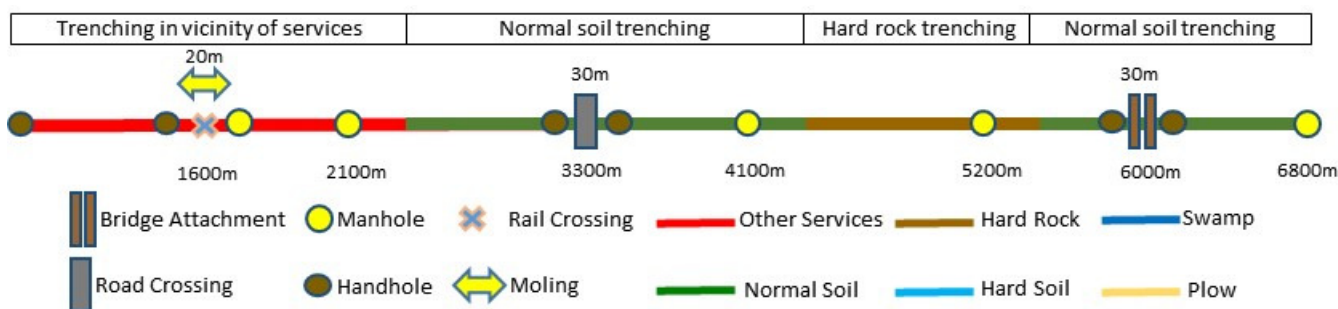 Trenching in vicinity of services Normal soil trenching Hard rock trenching Normal soil trenching
20m 30m 30m
1600m 2100m 3300m 4100m 5200m 6000m 6800m
Bridge Attachment Manhole Rail Crossing Other Services Hard Rock Swamp
Road Crossing Handhole Moling Normal Soil Hard Soil Plow